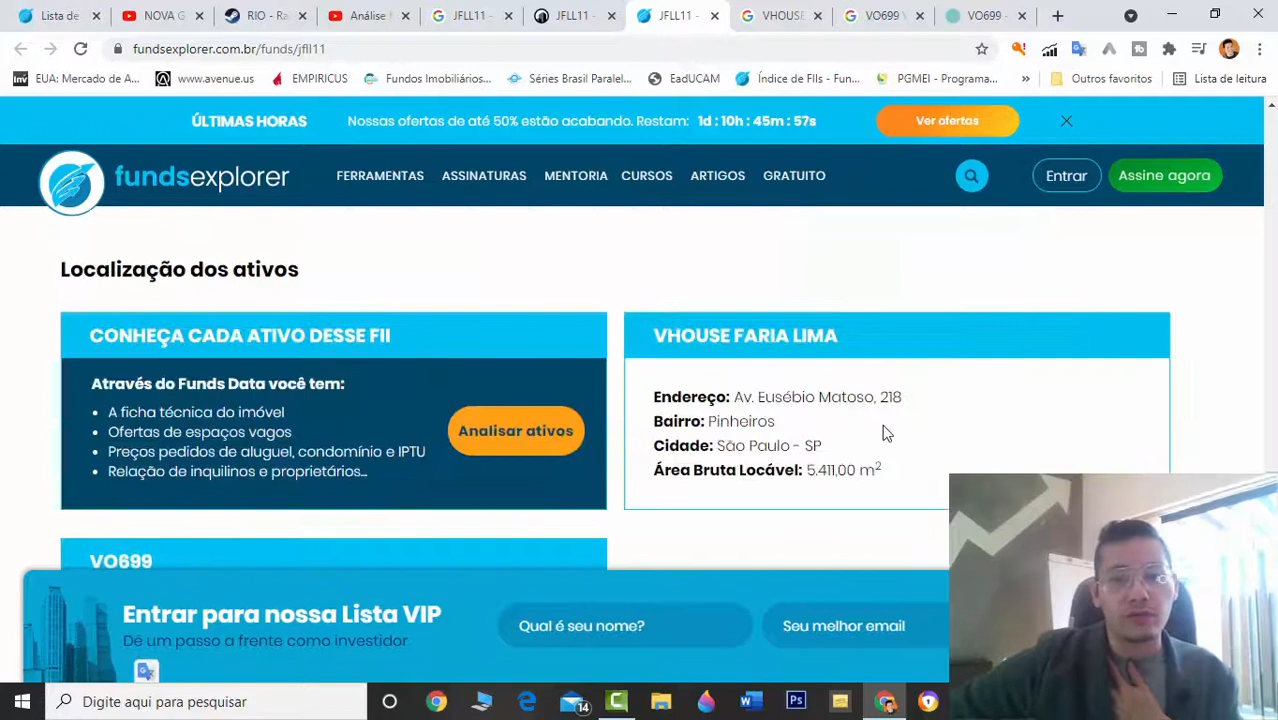 Lista de
NOVA G
RIO - Ra
Análise
JFLL11 -
JFLL11 -
JFLL11 -
VHOUSE
VO699 V
VO699 -
fundsexplorer.com.br/funds/jfll11
EUA: Mercado de A...
www.avenue.us
EMPIRICUS
Fundos Imobiliários...
Séries Brasil Paralel...
EadUCAM
Índice de FIIs - Fun...
PGMEI - Programa...
»
Outros favoritos
Lista de leitura
ÚLTIMAS HORAS
Nossas ofertas de até 50% estão acabando. Restam: 1d : 10h : 45m : 57s
Ver ofertas
fundsexplorer
FERRAMENTAS
ASSINATURAS
MENTORIA
CURSOS
ARTIGOS
GRATUITO
Entrar
Assine agora
Localização dos ativos
CONHEÇA CADA ATIVO DESSE FII
Através do Funds Data você tem:
• A ficha técnica do imóvel
• Ofertas de espaços vagos
• Preços pedidos de aluguel, condomínio e IPTU
• Relação de inquilinos e proprietários...
Analisar ativos
VHOUSE FARIA LIMA
Endereço: Av. Eusébio Matoso, 218
Bairro: Pinheiros
Cidade: São Paulo - SP
Área Bruta Locável: 5.411,00 m²
VO699
Entrar para nossa Lista VIP
Dê um passo a frente como investidor.
Qual é seu nome?
Seu melhor email
Digite aqui para pesquisar
14